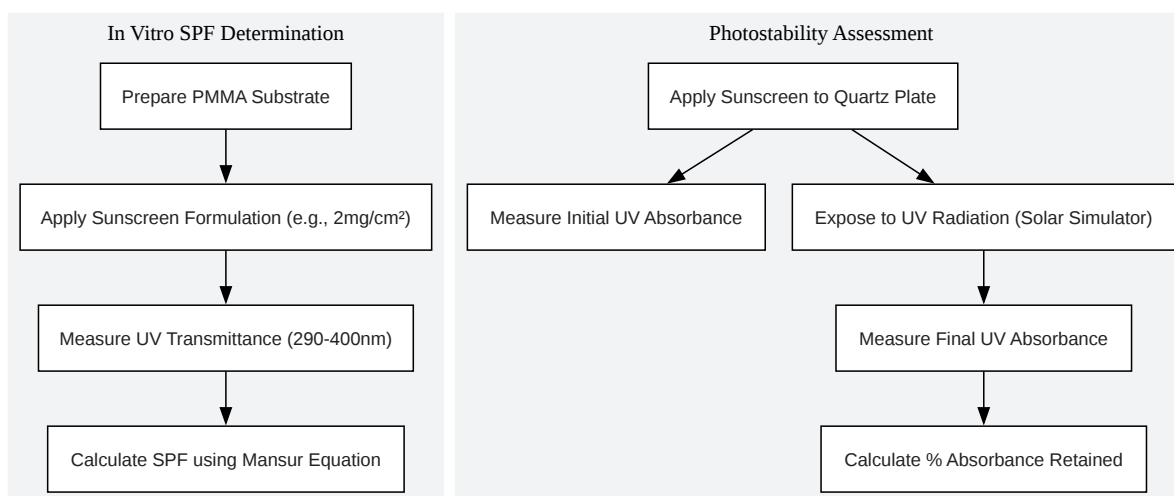 In Vitro SPF Determination
Prepare PMMA Substrate
Apply Sunscreen Formulation (e.g., 2mg/cm²)
Measure UV Transmittance (290-400nm)
Calculate SPF using Mansur Equation
Photostability Assessment
Apply Sunscreen to Quartz Plate
Measure Initial UV Absorbance
Expose to UV Radiation (Solar Simulator)
Measure Final UV Absorbance
Calculate % Absorbance Retained